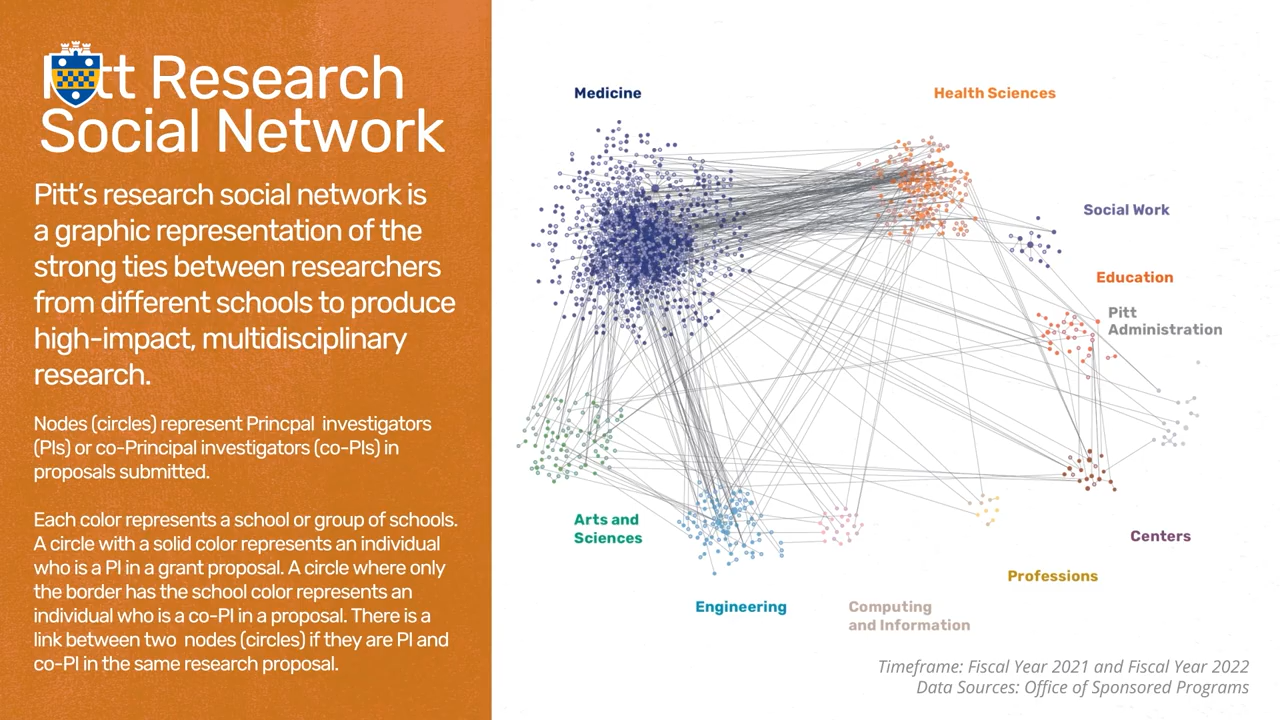 Pitt Research
Social Network
Pitt's research social network is
a graphic representation of the
strong ties between researchers
from different schools to produce
high-impact, multidisciplinary
research.
Nodes (circles) represent Princpal investigators
(PIs) or co-Principal investigators (co-PIs) in
proposals submitted.
Each color represents a school or group of schools.
A circle with a solid color represents an individual
who is a PI in a grant proposal. A circle where only
the border has the school color represents an
individual who is a co-PI in a proposal. There is a
link between two nodes (circles) if they are PI and
co-PI in the same research proposal.
Medicine
Health Sciences
Social Work
Education
Pitt
Administration
Arts and
Sciences
Centers
Professions
Engineering
Computing
and Information
Timeframe: Fiscal Year 2021 and Fiscal Year 2022
Data Sources: Office of Sponsored Programs